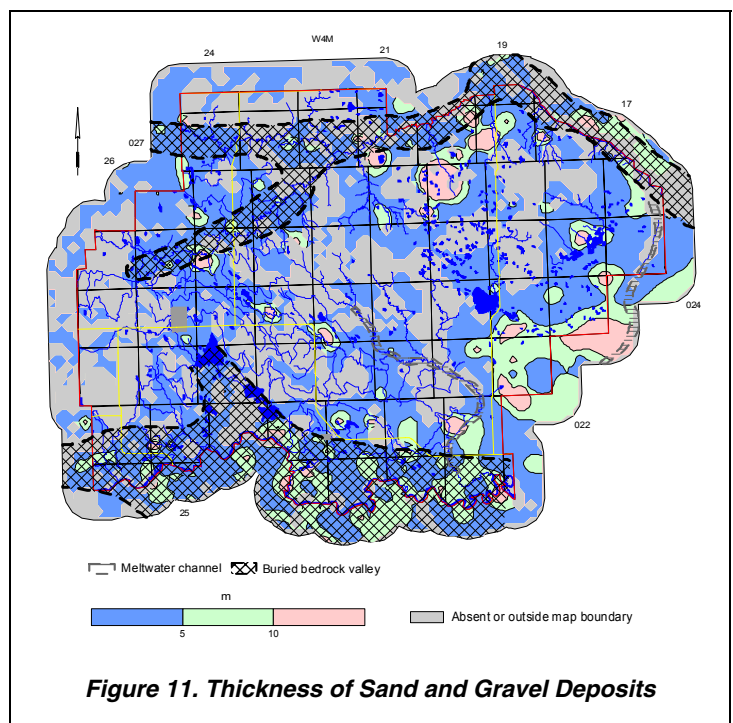 W4M
24
21
19
17
027
26
024
022
25
Meltwater channel
Buried bedrock valley
m
5
10
Absent or outside map boundary
Figure 11. Thickness of Sand and Gravel Deposits